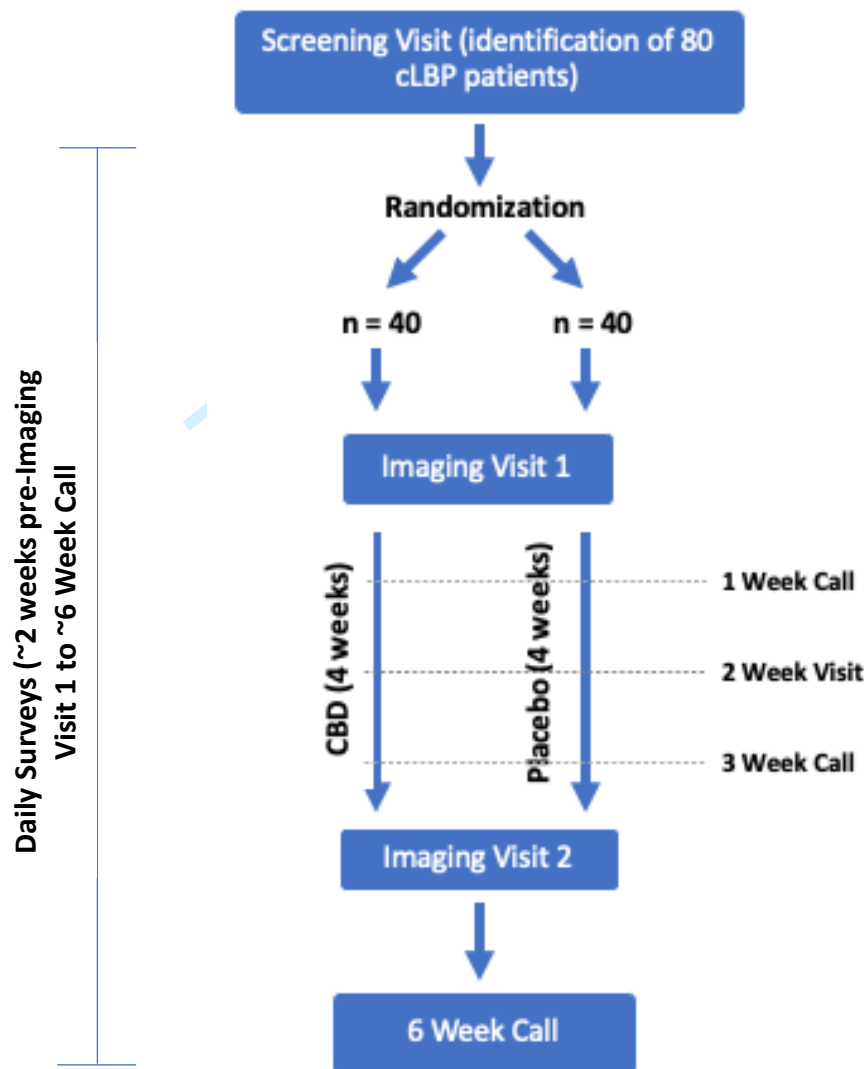 Screening Visit (identification of 80
cLBP patients)
Randomization
n = 40
n = 40
Imaging Visit 1
Daily Surveys (~2 weeks pre-Imaging
Visit 1 to ~6 Week Call
CBD (4 weeks)
Placebo (4 weeks)
1 Week Call
2 Week Visit
3 Week Call
Imaging Visit 2
6 Week Call